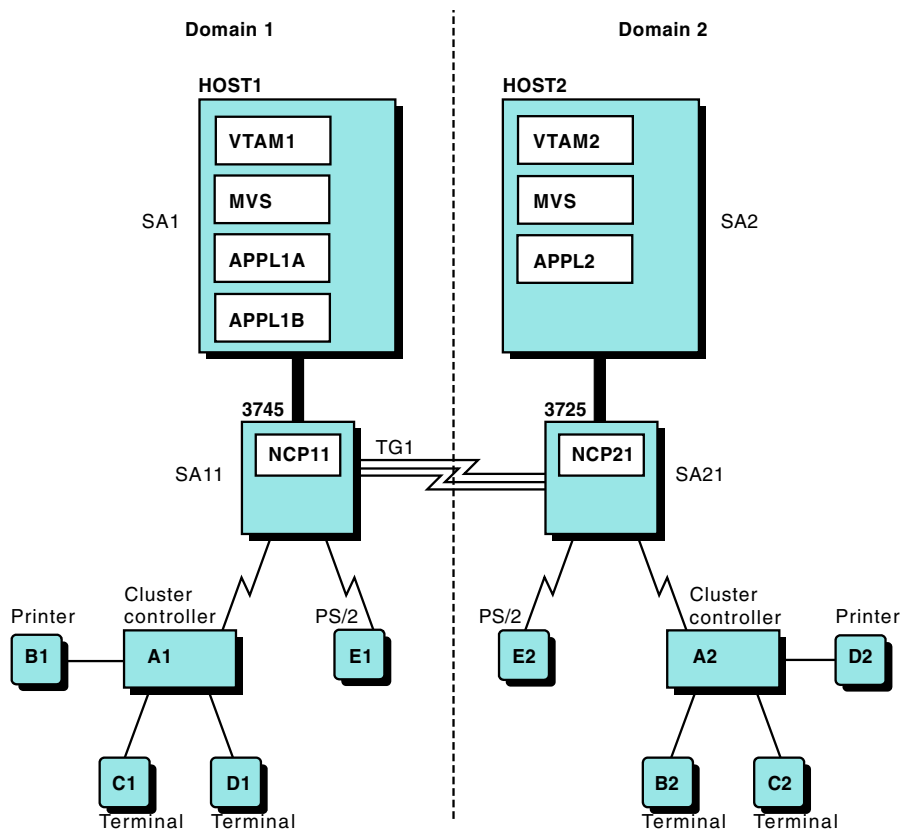 Domain 1
Domain 2
HOST1
HOST2
VTAM1
VTAM2
MVS
MVS
SA1
SA2
APPL1A
APPL2
APPL1B
3745
3725
NCP11
TG1
NCP21
SA11
SA21
Cluster
controller
Printer
PS/2
PS/2
Cluster
controller
Printer
B1
A1
E1
E2
A2
D2
C1
D1
B2
C2
Terminal
Terminal
Terminal
Terminal